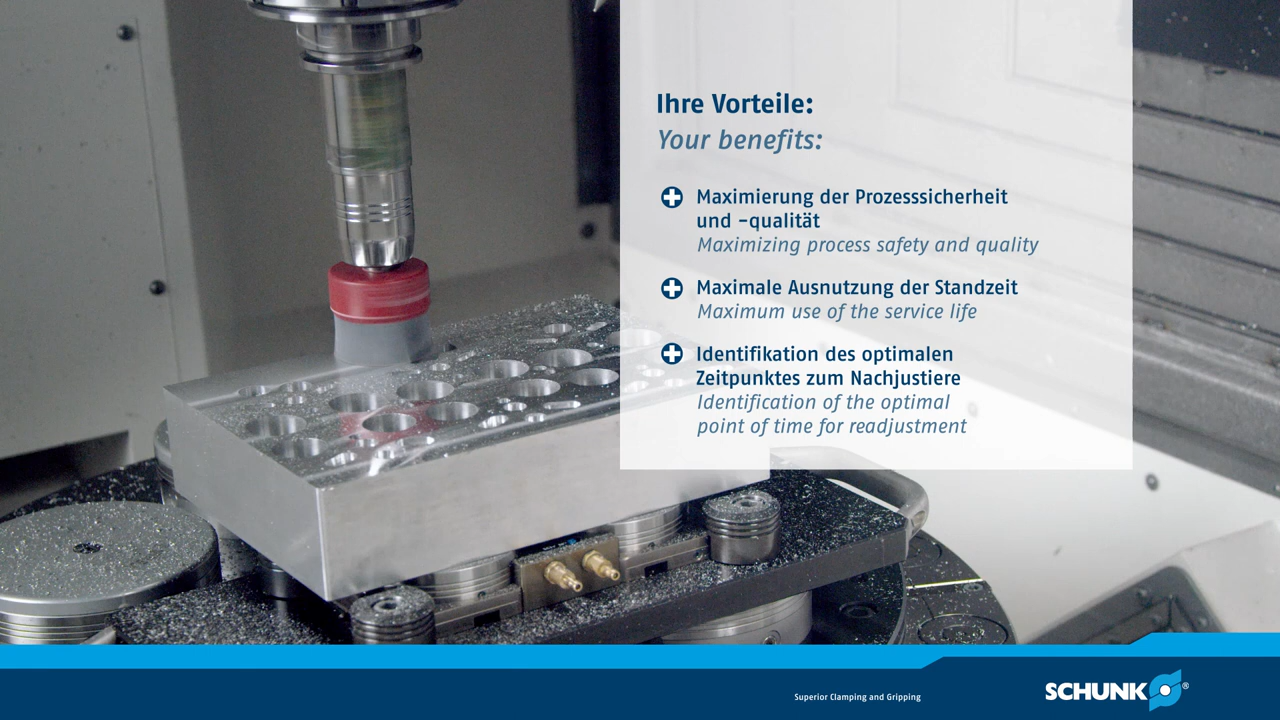 Ihre Vorteile:
Your benefits:
Maximierung der Prozesssicherheit
und -qualität
Maximizing process safety and quality
Maximale Ausnutzung der Standzeit
Maximum use of the service life
Identifikation des optimalen
Zeitpunktes zum Nachjustiere
Identification of the optimal
point of time for readjustment
Superior Clamping and Gripping
SCHUNK ®